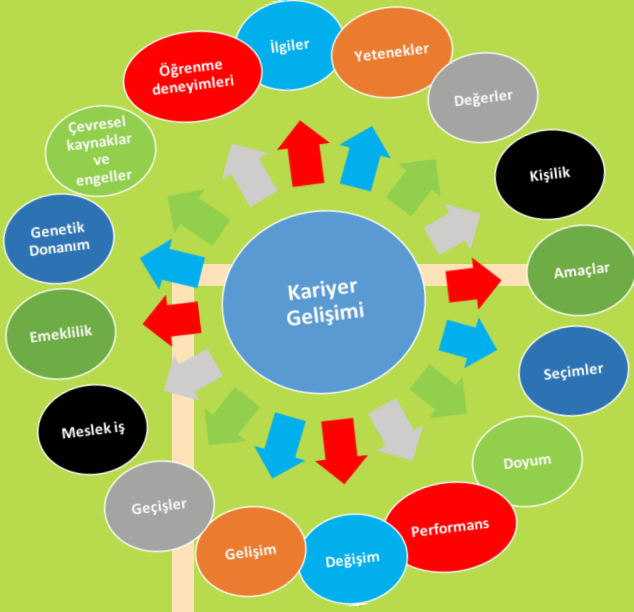 Kariyer
Gelişimi
İlgiler
Yetenekler
Değerler
Kişilik
Amaçlar
Seçimler
Doyum
Performans
Değişim
Gelişim
Geçişler
Meslek iş
Emeklilik
Genetik
Donanım
Çevresel
kaynaklar
ve
engeller
Öğrenme
deneyimleri